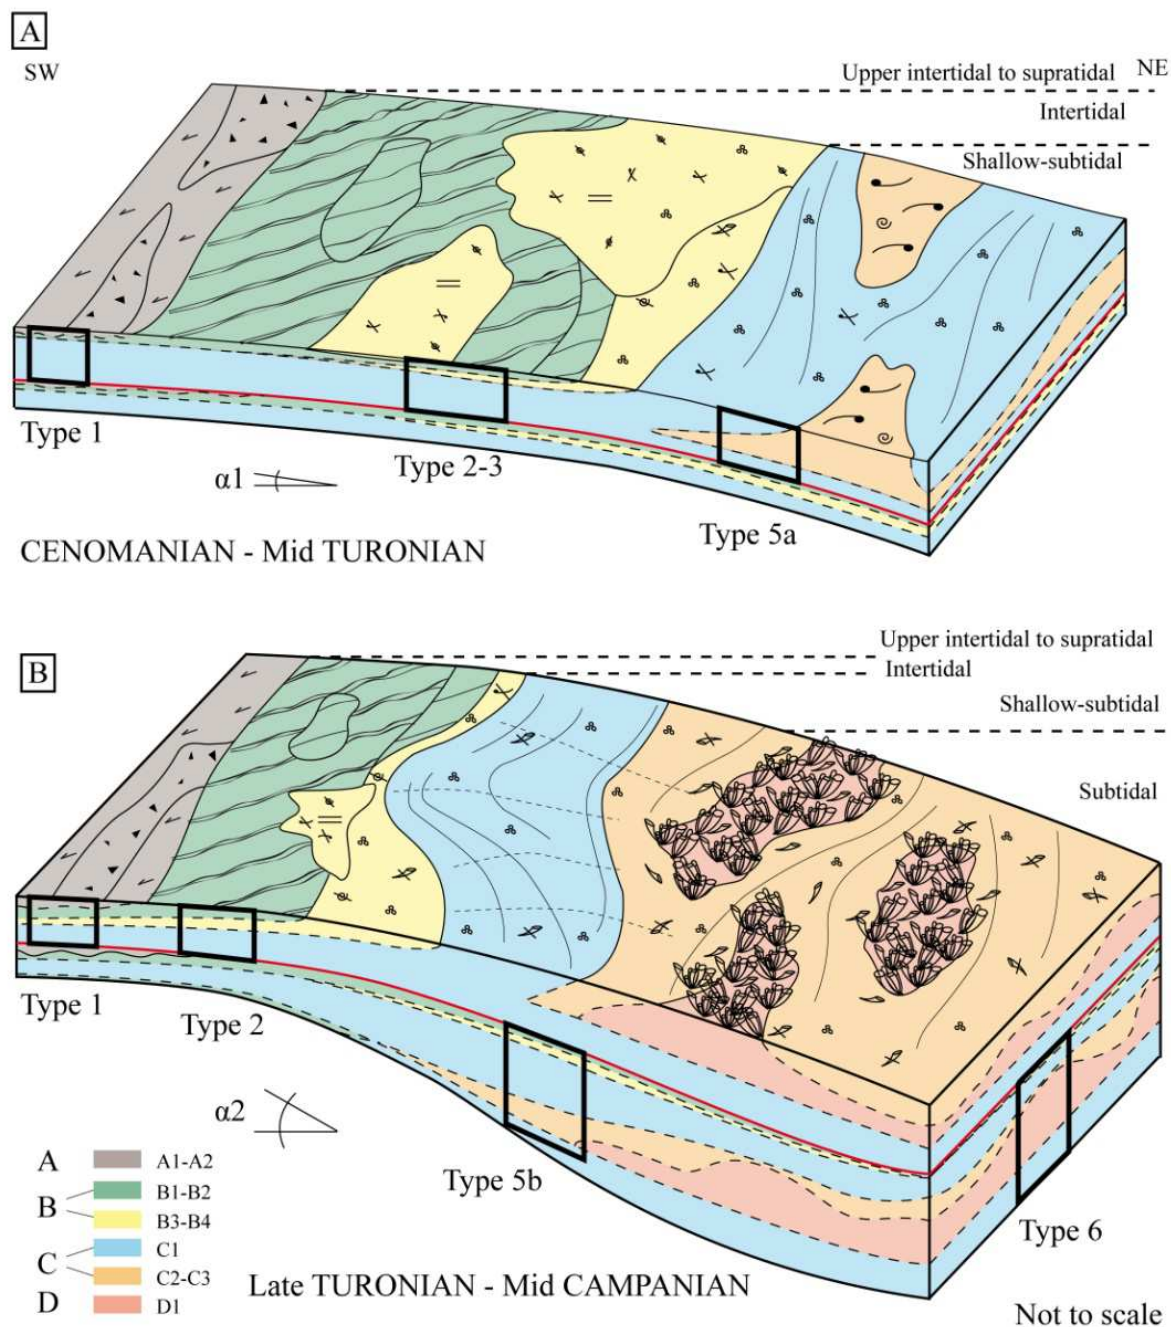 A
SW
Upper intertidal to supratidal
NE
Intertidal
Shallow-subtidal
Type 1
Type 2-3
α1
Type 5a
CENOMANIAN - Mid TURONIAN
B
Upper intertidal to supratidal
Intertidal
Shallow-subtidal
Subtidal
Type 1
Type 2
α2
Type 5b
Type 6
A A1-A2
B B1-B2
B3-B4
C C1
C2-C3
D D1
Late TURONIAN - Mid CAMPANIAN
Not to scale